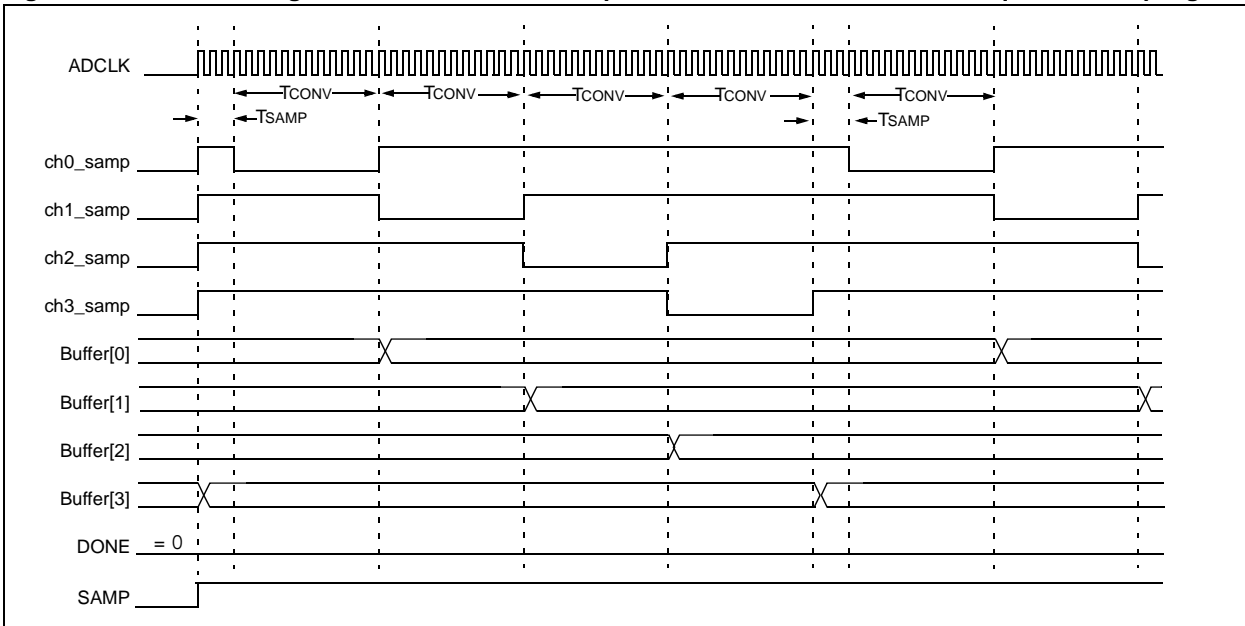 ADCLK
TCONV TCONV TCONV TCONV TCONV
TSAMP TSAMP
ch0_samp
ch1_samp
ch2_samp
ch3_samp
Buffer[0]
Buffer[1]
Buffer[2]
Buffer[3]
DONE = 0
SAMP